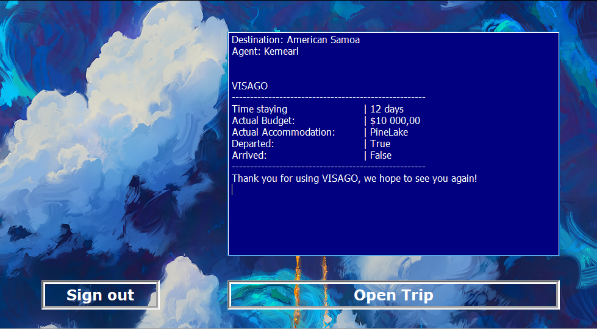 Destination: American Samoa
Agent: Kemearl
VISAGO
------------------------------------------------------
Time staying | 12 days
Actual Budget: | $10 000,00
Actual Accommodation: | PineLake
Departed: | True
Arrived: | False
------------------------------------------------------
Thank you for using VISAGO, we hope to see you again!
Sign out
Open Trip